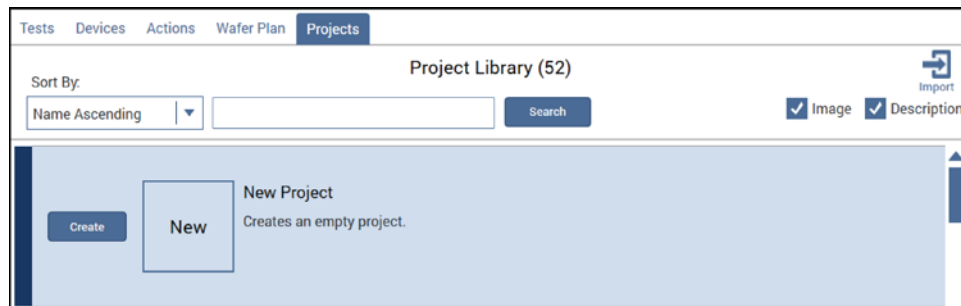 Tests Devices Actions Wafer Plan Projects
Project Library (52)
Import
Sort By:
Name Ascending
Search
Image
Description
New Project
Create
New
Creates an empty project.